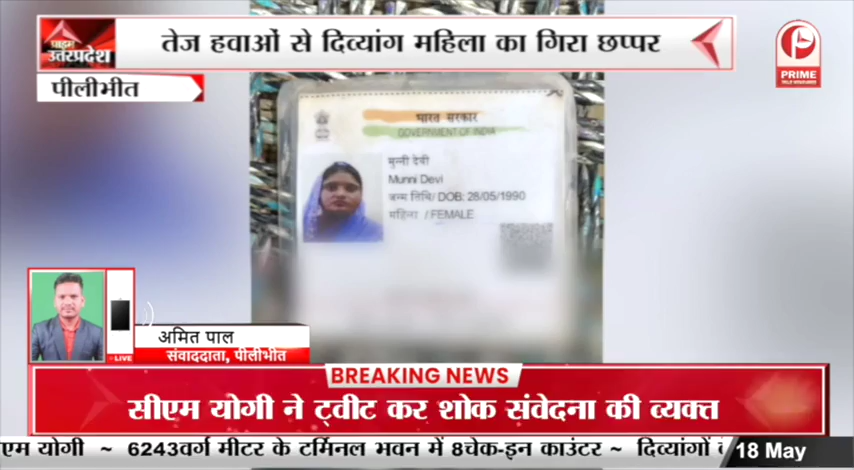 प्राइम
उत्तरप्रदेश
तेज हवाओं से दिव्यांग महिला का गिरा छप्पर
PRIME
पीलीभीत
भारत सरकार
GOVERNMENT OF INDIA
मुन्नी देवी
Munni Devi
जन्म तिथि/ DOB: 28/05/1990
महिला / FEMALE
LIVE
अमित पाल
संवाददाता, पीलीभीत
BREAKING NEWS
सीएम योगी ने ट्वीट कर शोक संवेदना की व्यक्त
एम योगी ~ 6243वर्ग मीटर के टर्मिनल भवन में 8चेक-इन काउंटर ~ दिव्यांगों
18 May